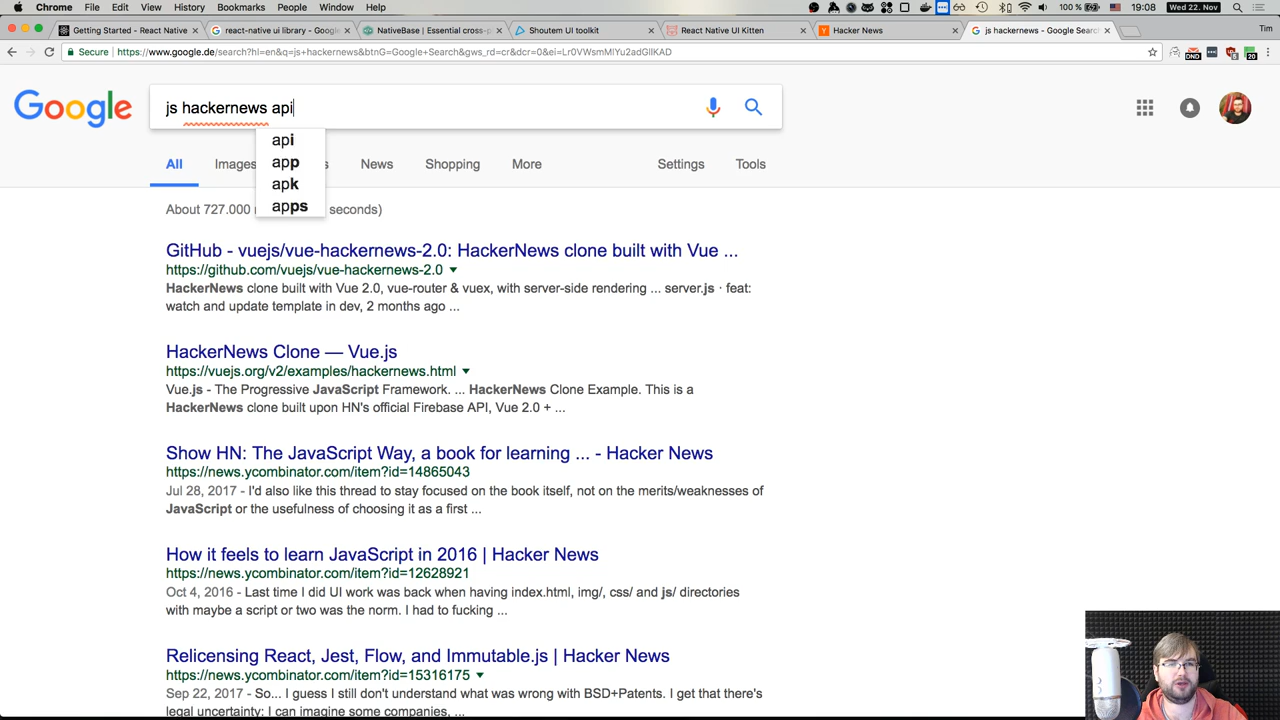 Chrome File Edit View History Bookmarks People Window Help 100 % 19:08 Wed 22. Nov
Getting Started - React Native react-native ui library - Google NativeBase | Essential cross-p Shoutem UI toolkit React Native UI Kitten Hacker News js hackernews - Google Sear Tim
Secure https://www.google.de/search?hl=en&q=js+hackernews&btnG=Google+Search&gws_rd=cr&dcr=0&ei=Lr0VWsmMIYu2adGIlKAD
Google js hackernews api
api
app
apk
apps
All Images s News Shopping More Settings Tools
About 727.000 seconds)
GitHub - vuejs/vue-hackernews-2.0: HackerNews clone built with Vue ...
https://github.com/vuejs/vue-hackernews-2.0
HackerNews clone built with Vue 2.0, vue-router & vuex, with server-side rendering ... server.js · feat:
watch and update template in dev, 2 months ago ...
HackerNews Clone — Vue.js
https://vuejs.org/v2/examples/hackernews.html
Vue.js - The Progressive JavaScript Framework. ... HackerNews Clone Example. This is a
HackerNews clone built upon HN's official Firebase API, Vue 2.0 + ...
Show HN: The JavaScript Way, a book for learning ... - Hacker News
https://news.ycombinator.com/item?id=14865043
Jul 28, 2017 - I'd also like this thread to stay focused on the book itself, not on the merits/weaknesses of
JavaScript or the usefulness of choosing it as a first ...
How it feels to learn JavaScript in 2016 | Hacker News
https://news.ycombinator.com/item?id=12628921
Oct 4, 2016 - Last time I did UI work was back when having index.html, img/, css/ and js/ directories
with maybe a script or two was the norm. I had to fucking ...
Relicensing React, Jest, Flow, and Immutable.js | Hacker News
https://news.ycombinator.com/item?id=15316175
Sep 22, 2017 - So... I guess I still don't understand what was wrong with BSD+Patents. I get that there's
legal uncertainty: I can imagine some companies, ...